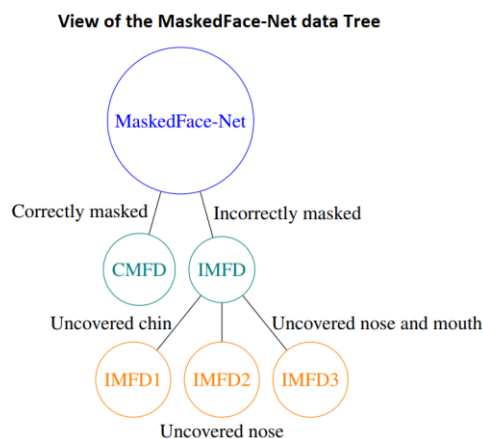 View of the MaskedFace-Net data Tree
MaskedFace-Net
Correctly masked
Incorrectly masked
CMFD
IMFD
Uncovered chin
Uncovered nose and mouth
IMFD1
IMFD2
IMFD3
Uncovered nose